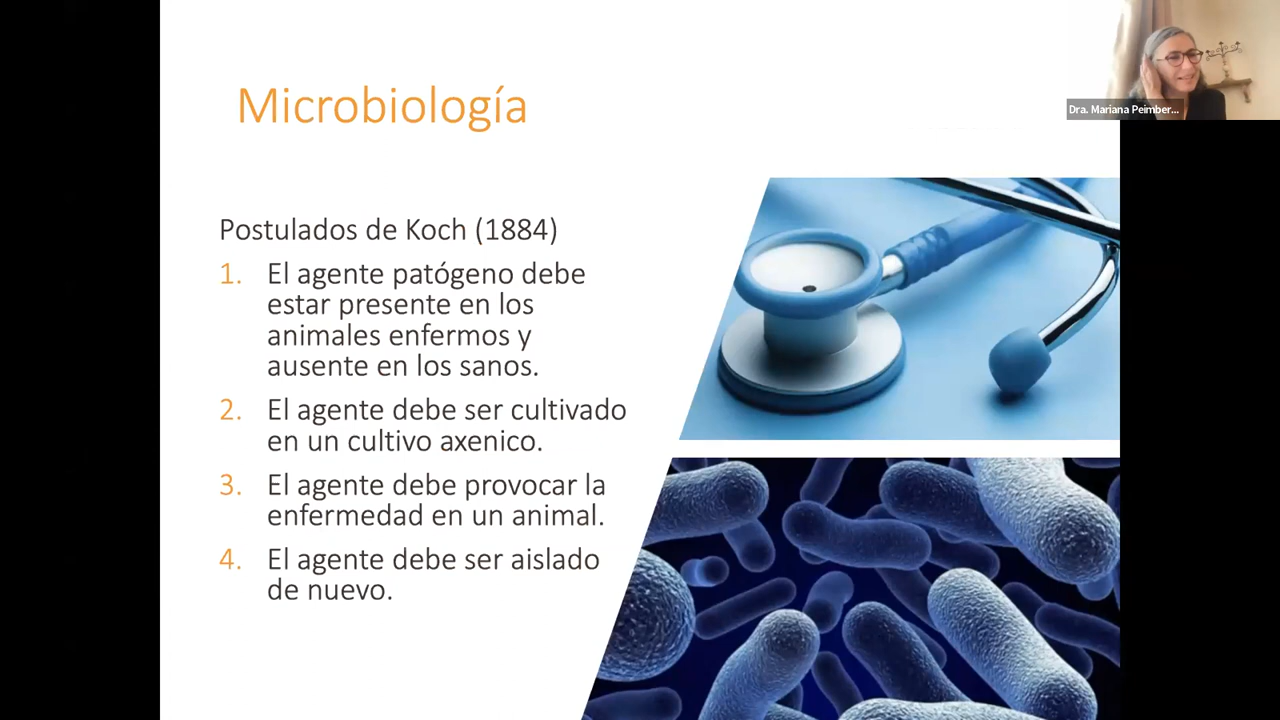 Microbiología
Dra. Mariana Peimber...
Postulados de Koch (1884)
1. El agente patógeno debe
estar presente en los
animales enfermos y
ausente en los sanos.
2. El agente debe ser cultivado
en un cultivo axenico.
3. El agente debe provocar la
enfermedad en un animal.
4. El agente debe ser aislado
de nuevo.